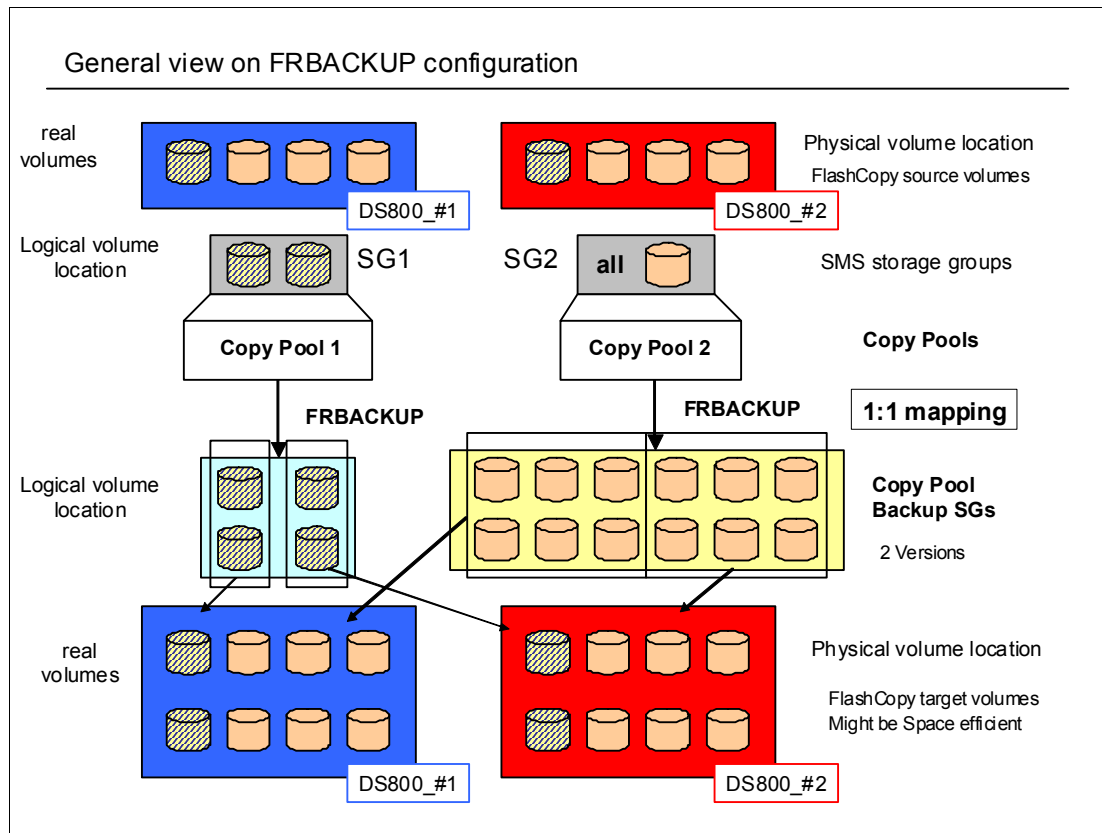 General view on FRBACKUP configuration
real
volumes
Physical volume location
FlashCopy source volumes
DS800_#1
DS800_#2
Logical volume
location
SG1
SG2
all
SMS storage groups
Copy Pool 1
Copy Pool 2
Copy Pools
FRBACKUP
FRBACKUP
1:1 mapping
Logical volume
location
Copy Pool
Backup SGs
2 Versions
real
volumes
Physical volume location
FlashCopy target volumes
Might be Space efficient
DS800_#1
DS800_#2